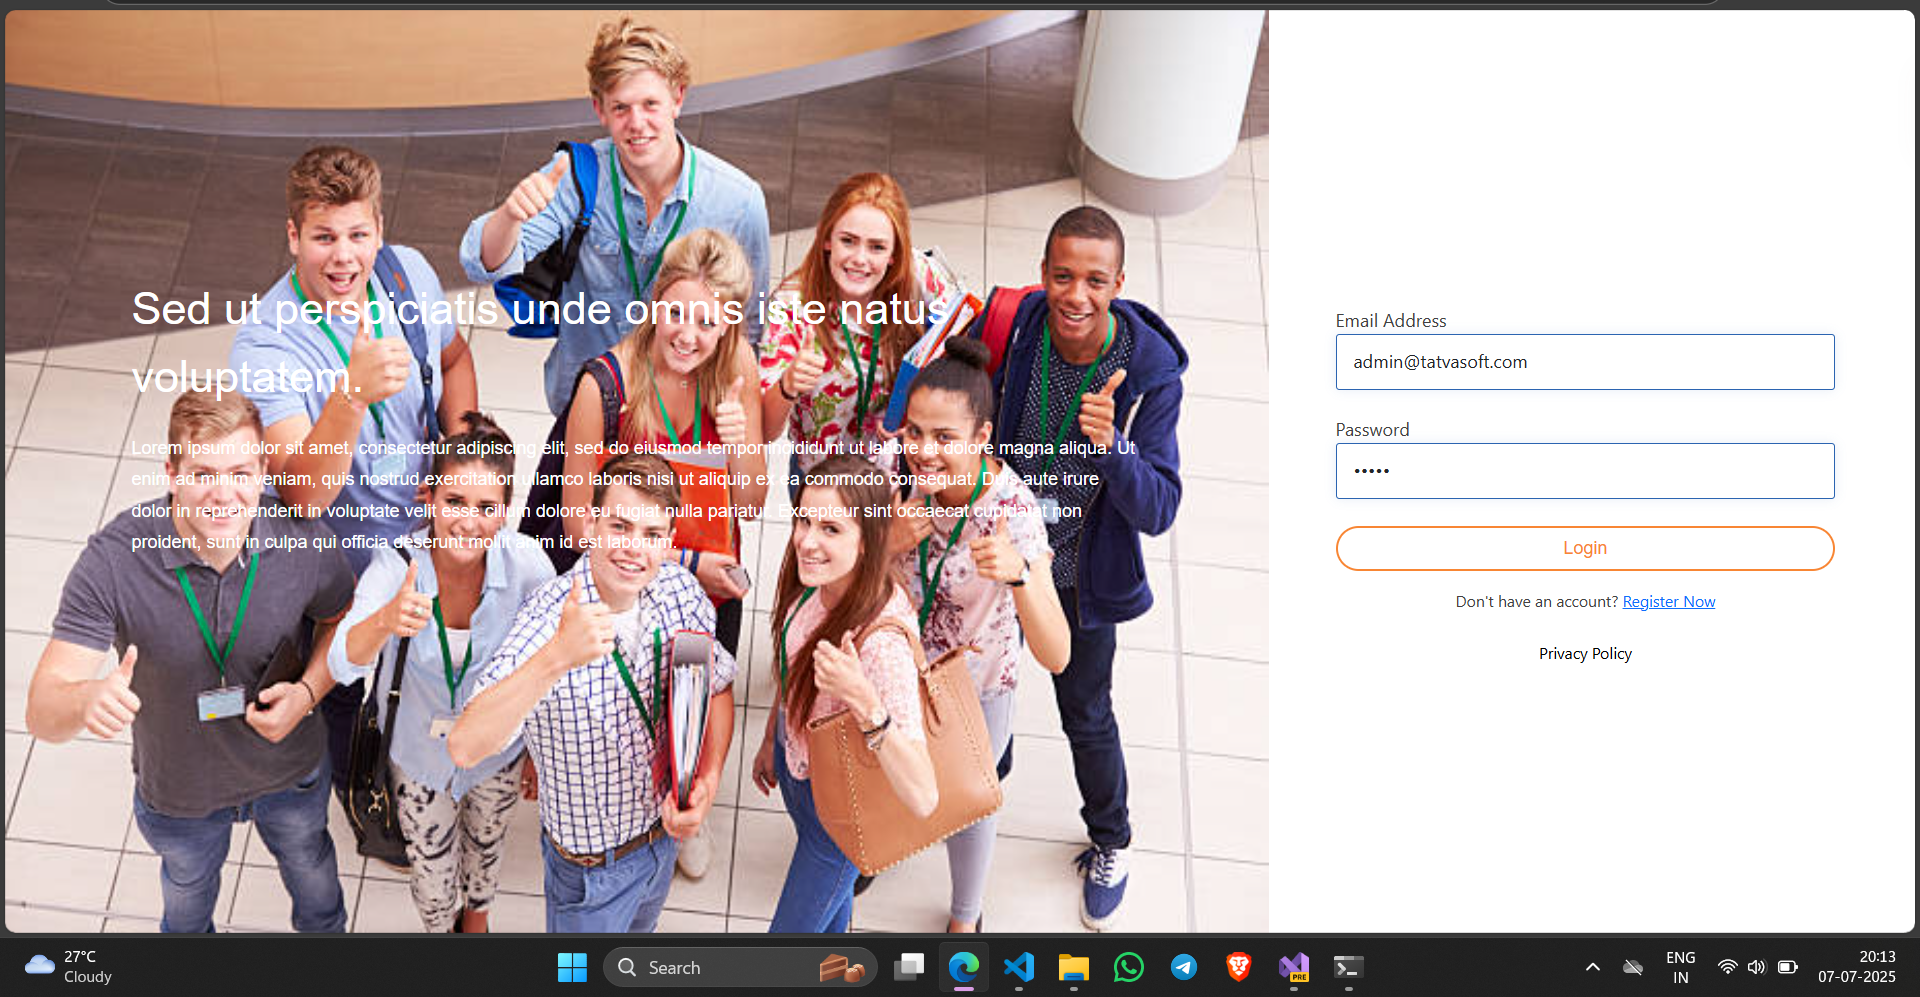 Sed ut perspiciatis unde omnis iste natus
voluptatem.
Lorem ipsum dolor sit amet, consectetur adipiscing elit, sed do eiusmod tempor incididunt ut labore et dolore magna aliqua. Ut
enim ad minim veniam, quis nostrud exercitation ullamco laboris nisi ut aliquip ex ea commodo consequat. Duis aute irure
dolor in reprehenderit in voluptate velit esse cillum dolore eu fugiat nulla pariatur. Excepteur sint occaecat cupidatat non
proident, sunt in culpa qui officia deserunt mollit anim id est laborum.
Email Address
admin@tatvasoft.com
Password
•••••
Login
Don't have an account? Register Now
Privacy Policy
27°C
Cloudy
Search
PRE
ENG
IN
20:13
07-07-2025